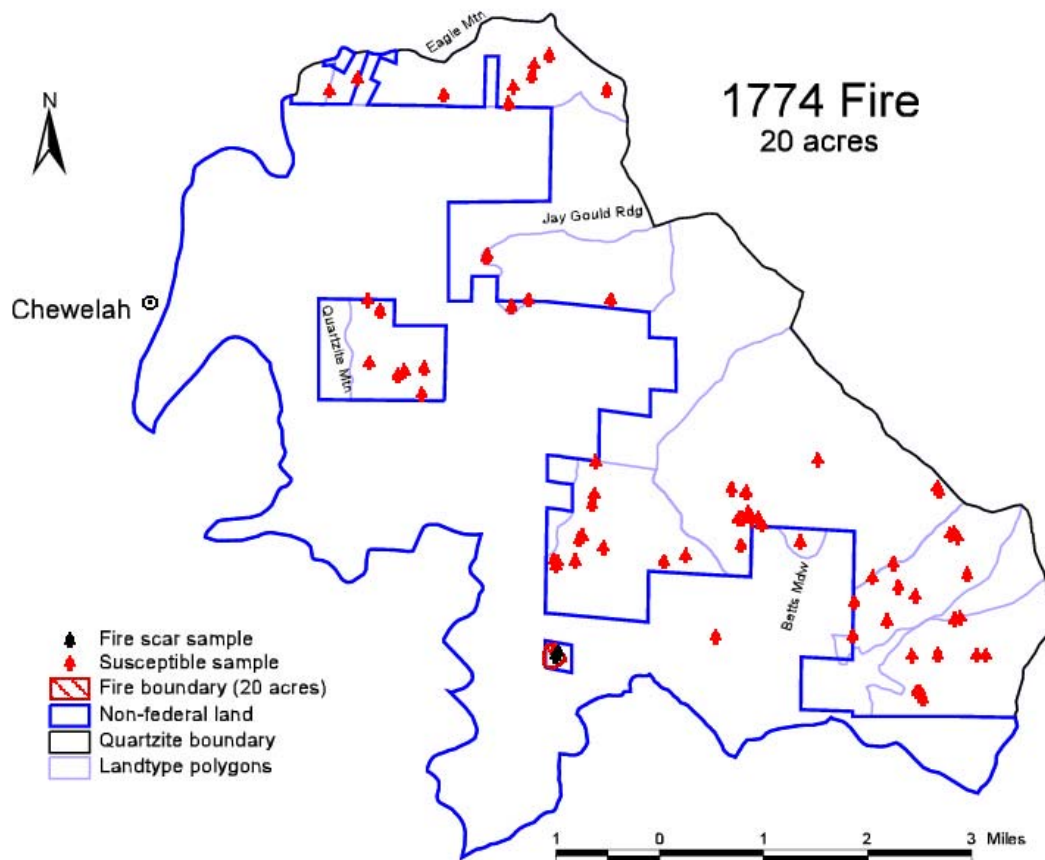 Eagle Mtn
N
1774 Fire
20 acres
Jay Gould Rdg
Chewelah
Quartzite Mtn
Betts Mdw
Fire scar sample
Susceptible sample
Fire boundary (20 acres)
Non-federal land
Quartzite boundary
Landtype polygons
1 0 1 2 3 Miles